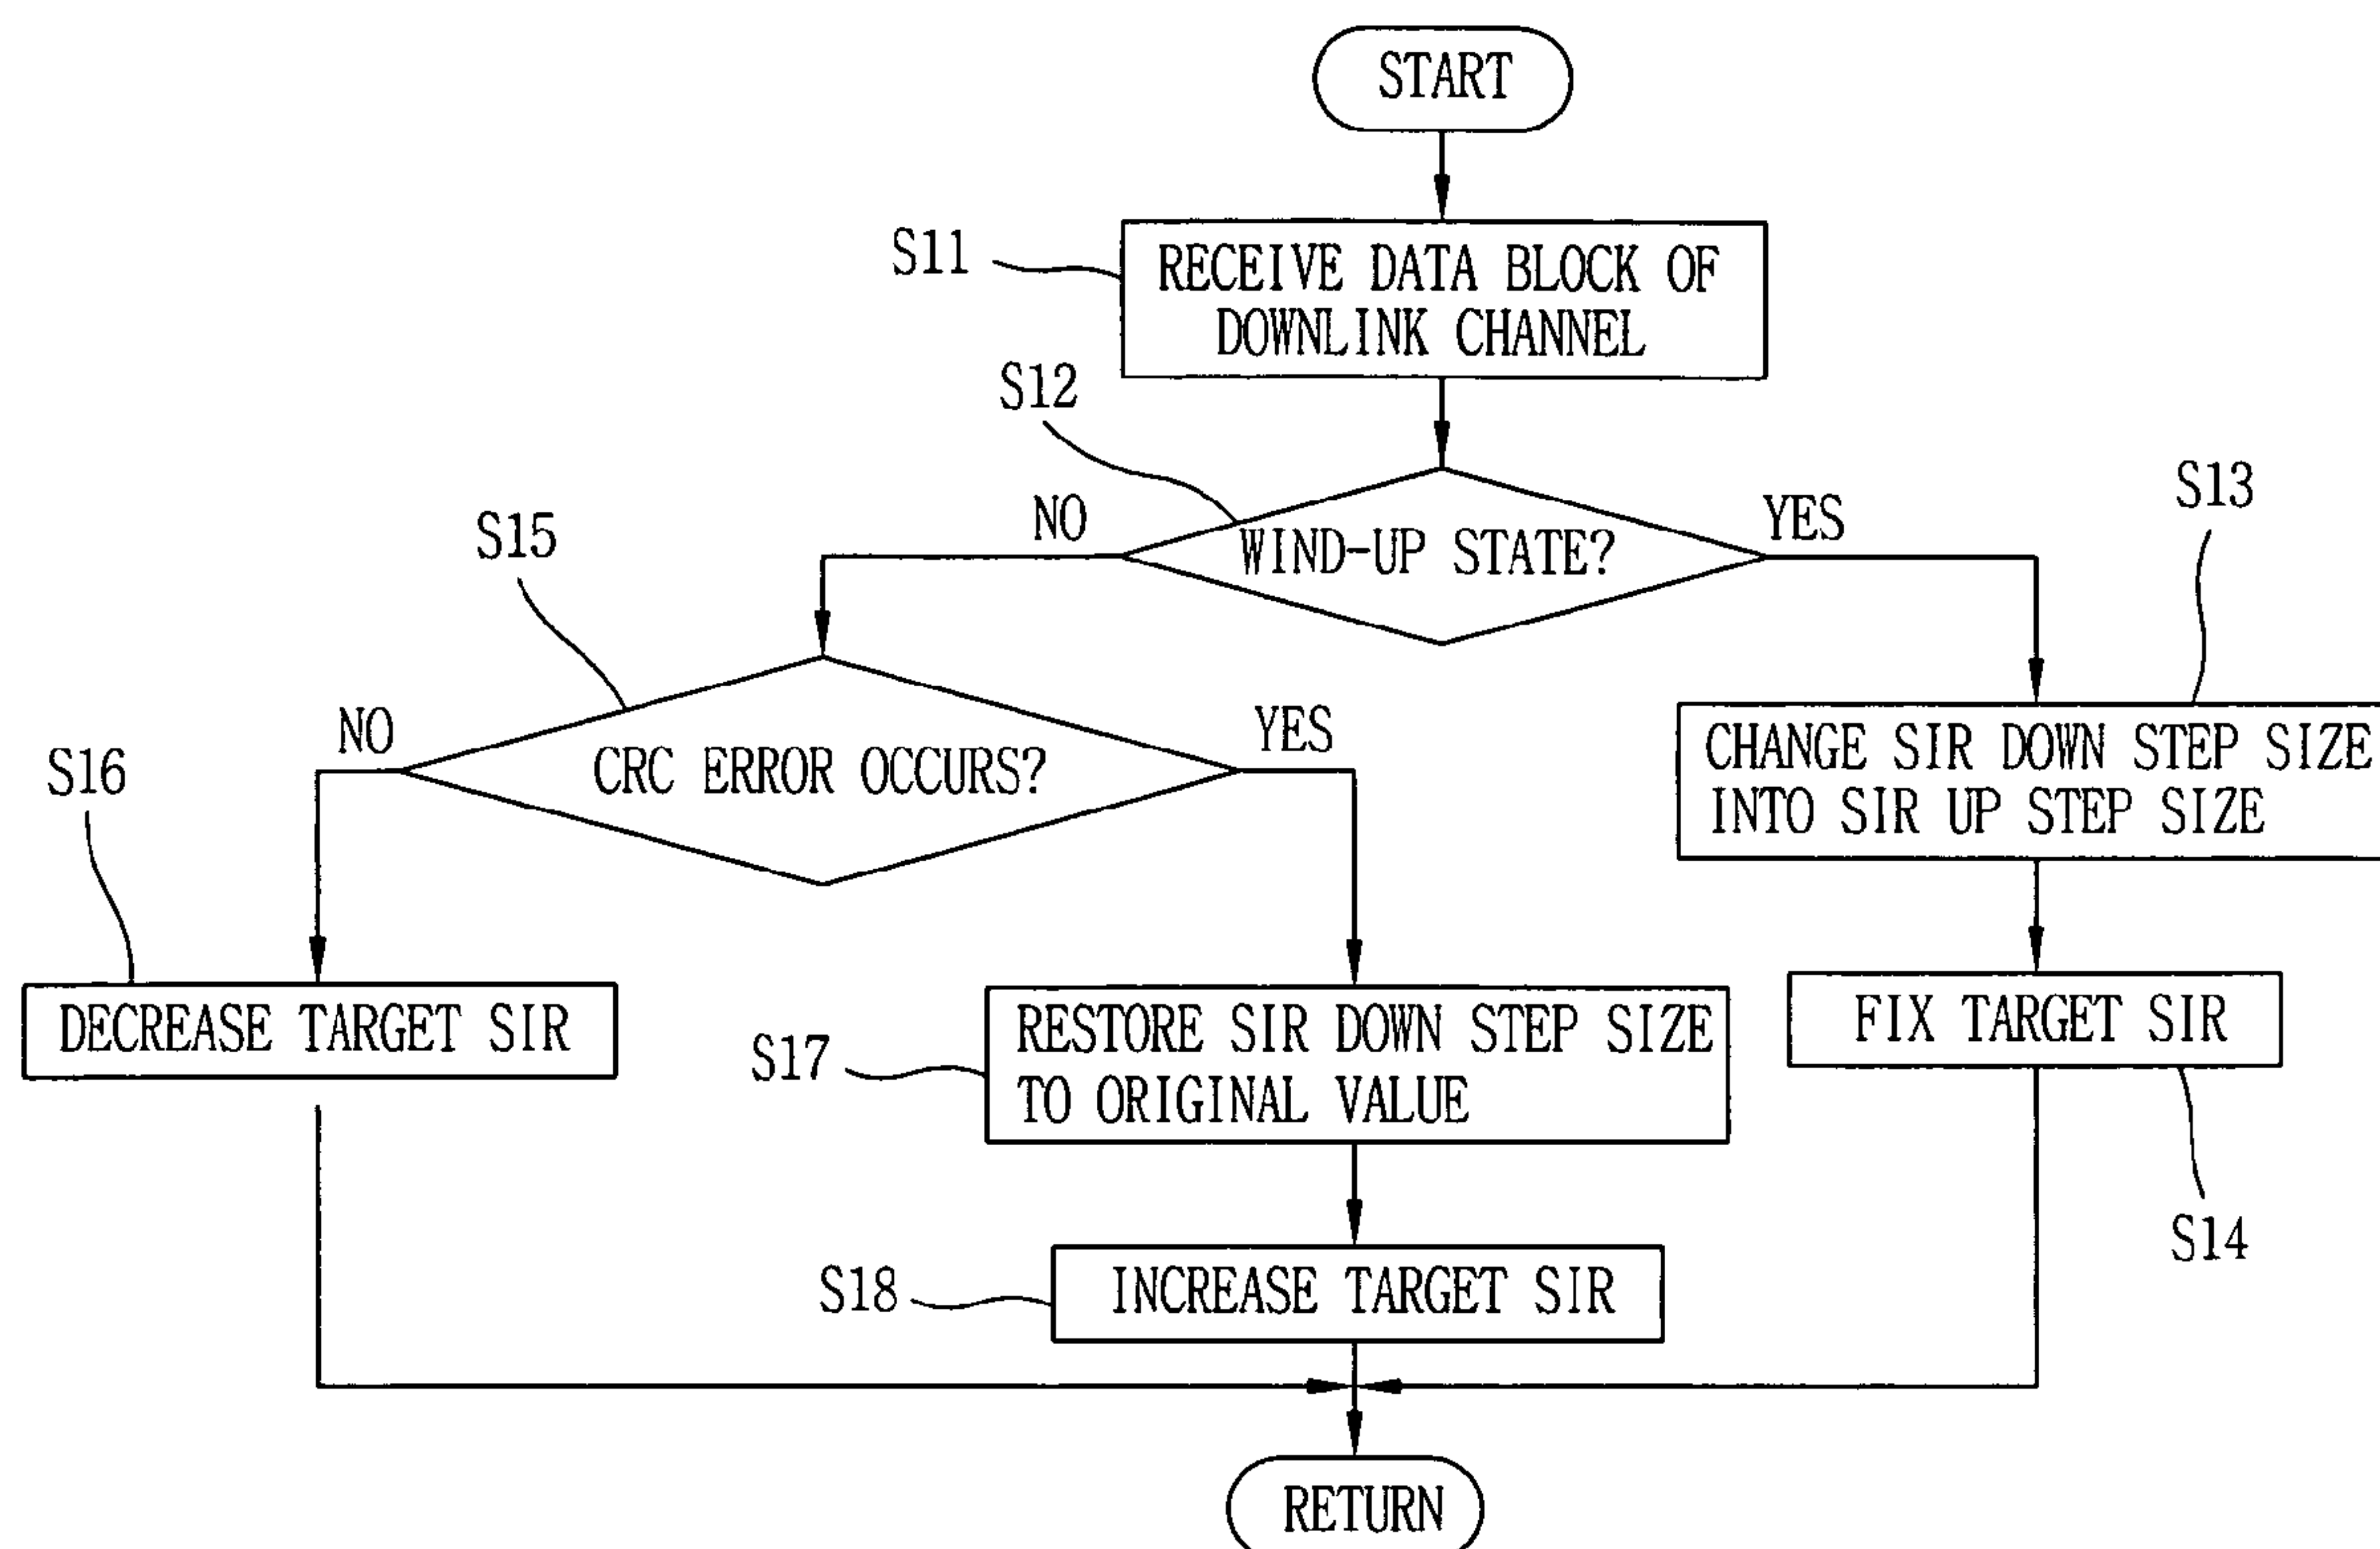 START
S11
RECEIVE DATA BLOCK OF
DOWNLINK CHANNEL
S12
NO
WIND-UP STATE?
YES
S13
S15
NO
CRC ERROR OCCURS?
YES
CHANGE SIR DOWN STEP SIZE
INTO SIR UP STEP SIZE
S16
DECREASE TARGET SIR
S17
RESTORE SIR DOWN STEP SIZE
TO ORIGINAL VALUE
FIX TARGET SIR
S14
S18
INCREASE TARGET SIR
RETURN